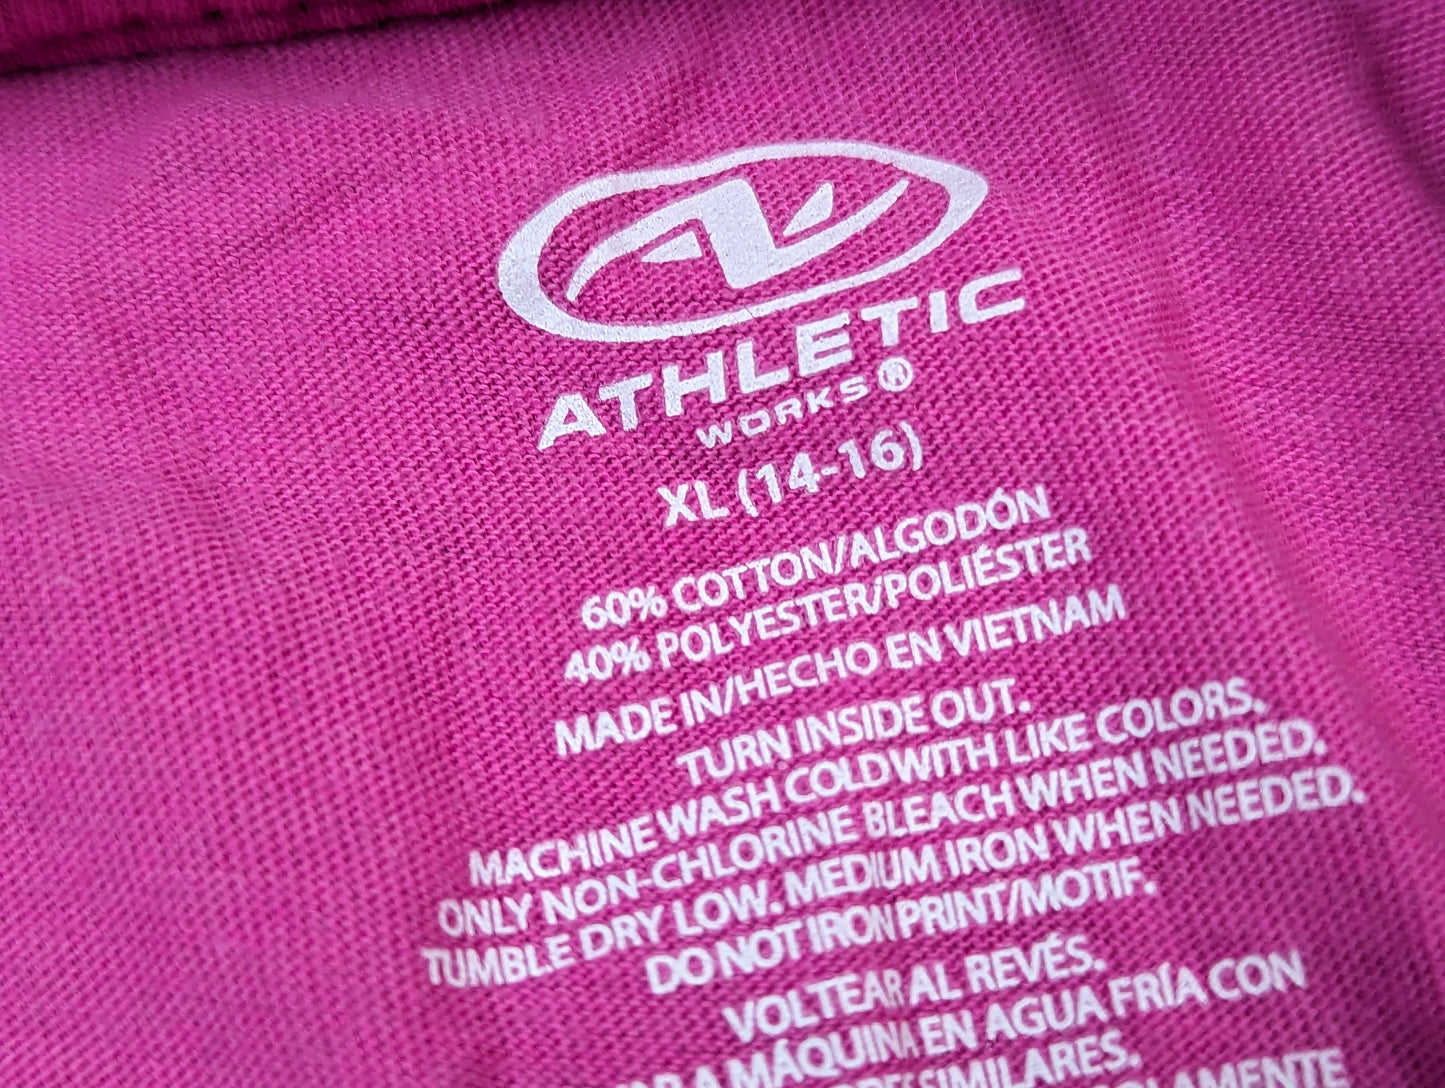 ATHLETIC
WORKS®
XL (14-16)
60% COTTON/ALGODÓN
40% POLYESTER/POLIÉSTER
MADE IN/HECHO EN VIETNAM
TURN INSIDE OUT.
MACHINE WASH COLD WITH LIKE COLORS.
ONLY NON-CHLORINE BLEACH WHEN NEEDED.
TUMBLE DRY LOW. MEDIUM IRON WHEN NEEDED.
DO NOT IRON PRINT/MOTIF.
VOLTEAR AL REVÉS.
A MÁQUINA EN AGUA FRÍA CON
SIMILARES.